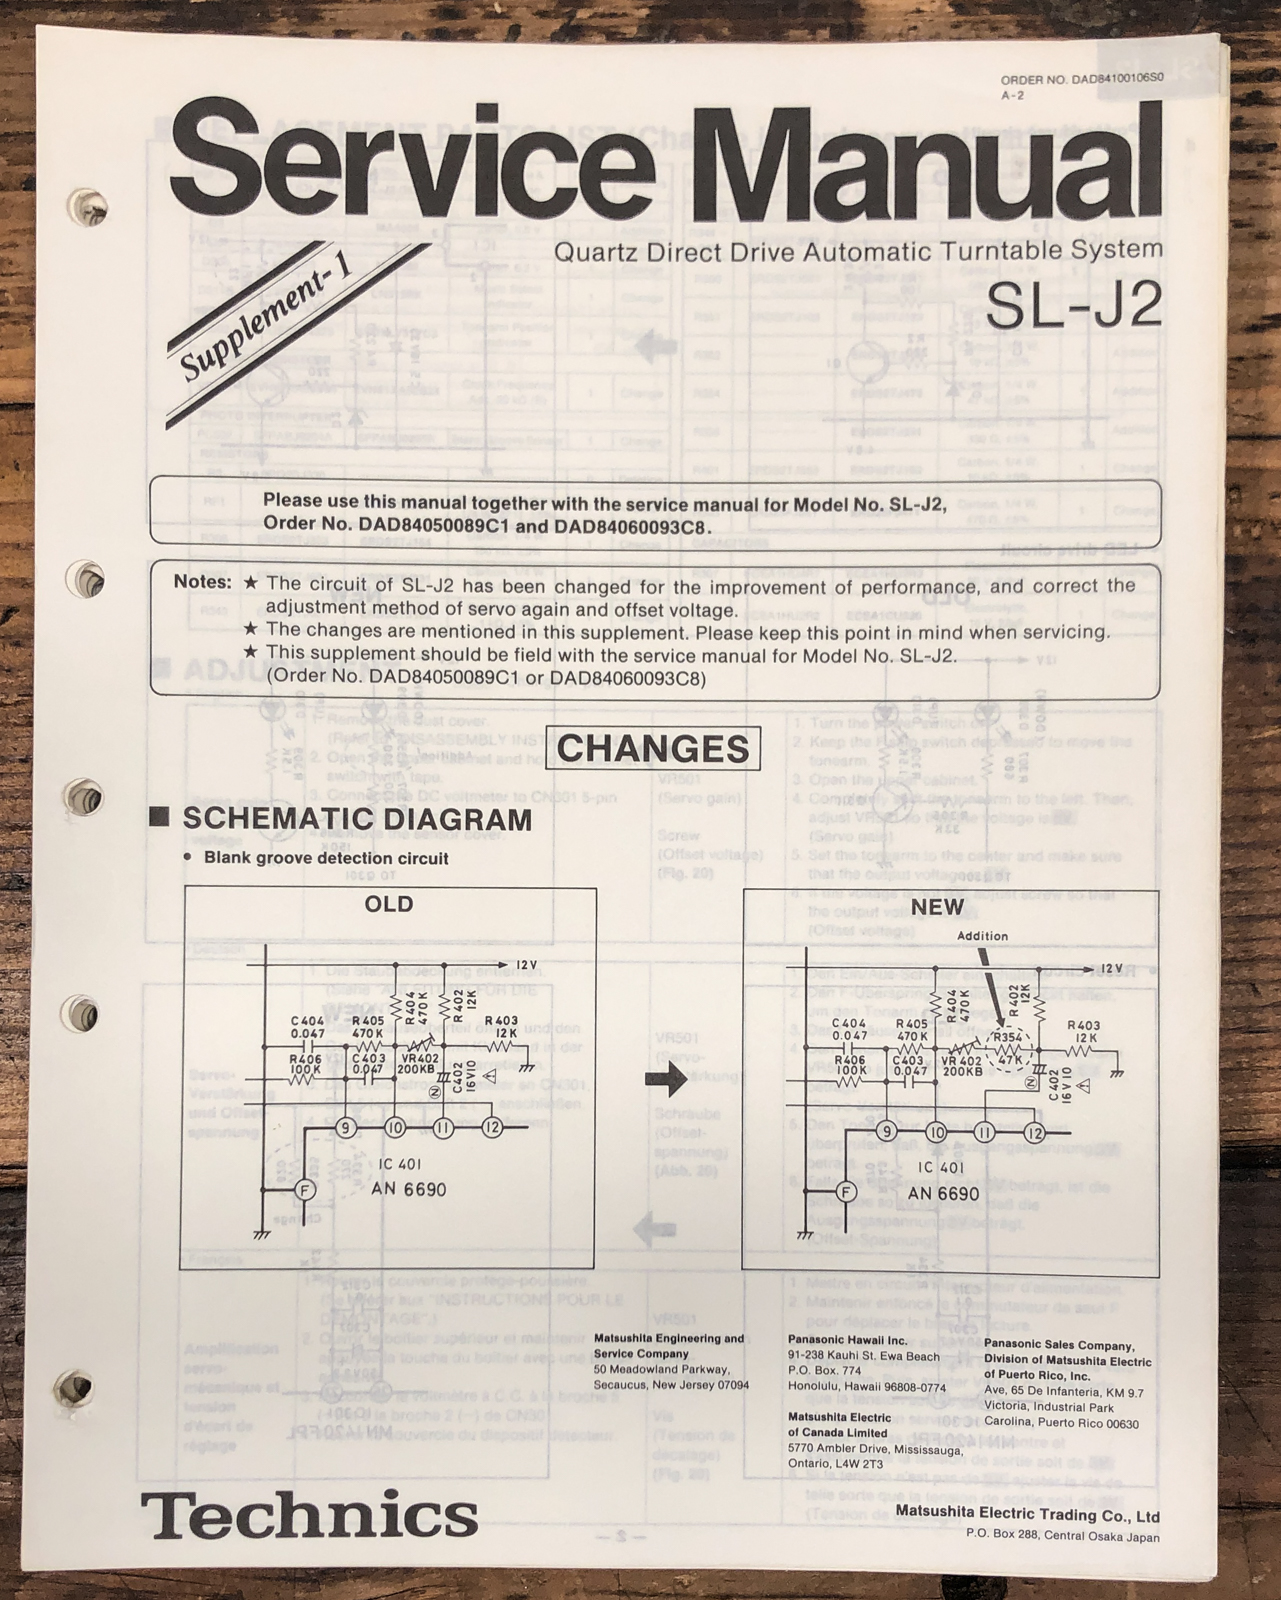 ORDER NO. DAD84100106S0
A-2
Service Manual
Quartz Direct Drive Automatic Turntable System
SL-J2
Supplement-1
Please use this manual together with the service manual for Model No. SL-J2,
Order No. DAD84050089C1 and DAD84060093C8.
Notes: ★ The circuit of SL-J2 has been changed for the improvement of performance, and correct the
adjustment method of servo again and offset voltage.
★ The changes are mentioned in this supplement. Please keep this point in mind when servicing.
★ This supplement should be field with the service manual for Model No. SL-J2.
(Order No. DAD84050089C1 or DAD84060093C8)
CHANGES
■ SCHEMATIC DIAGRAM
• Blank groove detection circuit
OLD
12V
R404
470K
R402
12K
C404
0.047
R405
470K
R403
12K
R406
100K
C403
0.047
VR402
200KB
C402
16V10
N
9
10
11
12
IC 401
AN 6690
F
NEW
Addition
12V
R404
470K
R402
12K
C404
0.047
R405
470K
R354
47K
R403
12K
R406
100K
C403
0.047
VR402
200KB
C402
16V10
N
9
10
11
12
IC 401
AN 6690
F
Matsushita Engineering and
Service Company
50 Meadowland Parkway,
Secaucus, New Jersey 07094
Panasonic Hawaii Inc.
91-238 Kauhi St. Ewa Beach
P.O. Box. 774
Honolulu, Hawaii 96808-0774
Matsushita Electric
of Canada Limited
5770 Ambler Drive, Mississauga,
Ontario, L4W 2T3
Panasonic Sales Company,
Division of Matsushita Electric
of Puerto Rico, Inc.
Ave, 65 De Infanteria, KM 9.7
Victoria, Industrial Park
Carolina, Puerto Rico 00630
Technics
Matsushita Electric Trading Co., Ltd
P.O. Box 288, Central Osaka Japan